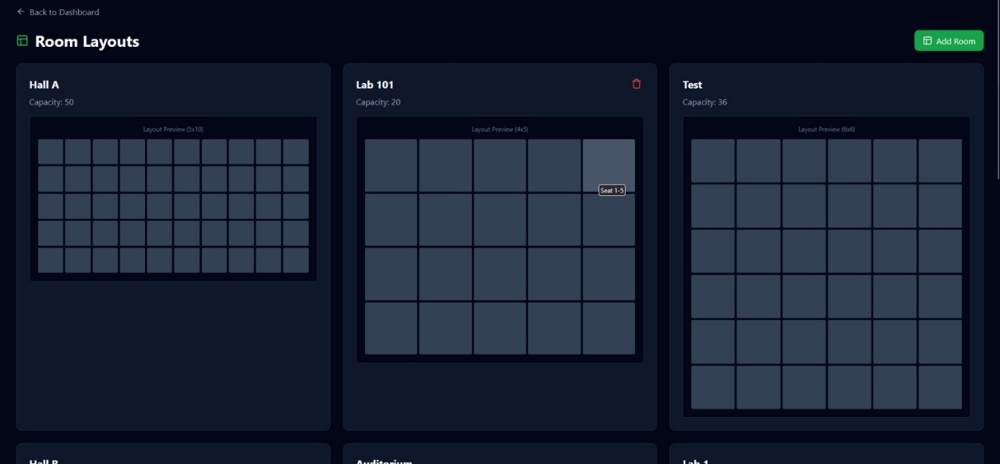 Back to Dashboard
Room Layouts
Add Room
Hall A
Capacity: 50
Layout Preview (5x10)
Lab 101
Capacity: 20
Layout Preview (4x5)
Seat 1-5
Test
Capacity: 36
Layout Preview (6x6)
Hall B
Auditorium
Lab 1